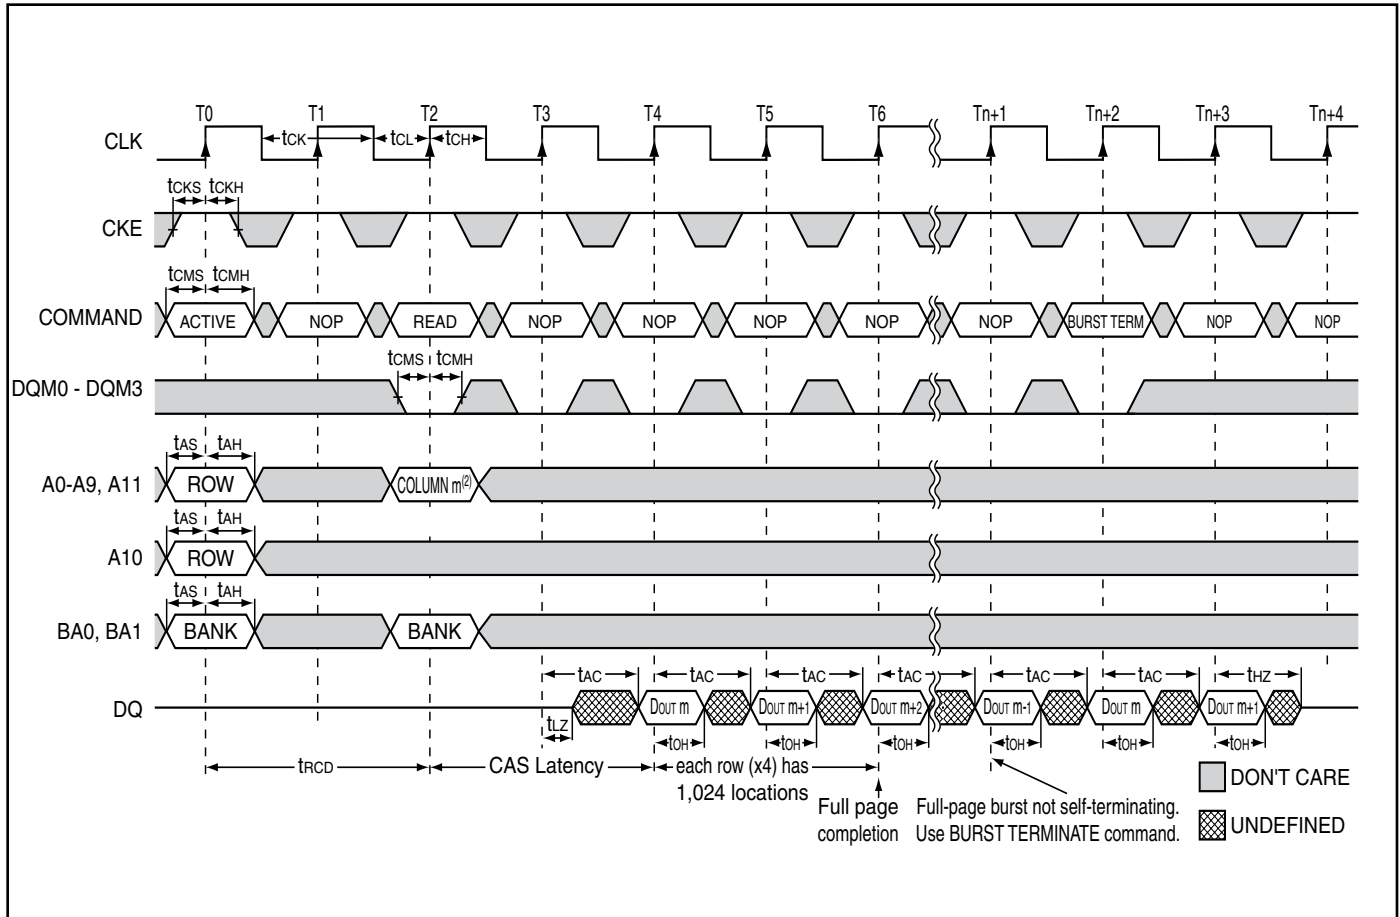 T0 T1 T2 T3 T4 T5 T6 Tn+1 Tn+2 Tn+3 Tn+4
CLK tCK tCL tCH
tCKS tCKH
CKE
tCMS tCMH
COMMAND ACTIVE NOP READ NOP NOP NOP NOP NOP BURST TERM NOP NOP
tCMS tCMH
DQM0 - DQM3
tAS tAH
A0-A9, A11 ROW COLUMN m(2)
tAS tAH
A10 ROW
tAS tAH
BA0, BA1 BANK BANK
tAC tAC tAC tAC tAC tAC tHZ
DQ DOUT m DOUT m+1 DOUT m+2 DOUT m-1 DOUT m DOUT m+1
tLZ tOH tOH tOH tOH tOH tOH
tRCD CAS Latency each row (x4) has
1,024 locations
Full page
completion
Full-page burst not self-terminating.
Use BURST TERMINATE command.
DON'T CARE
UNDEFINED